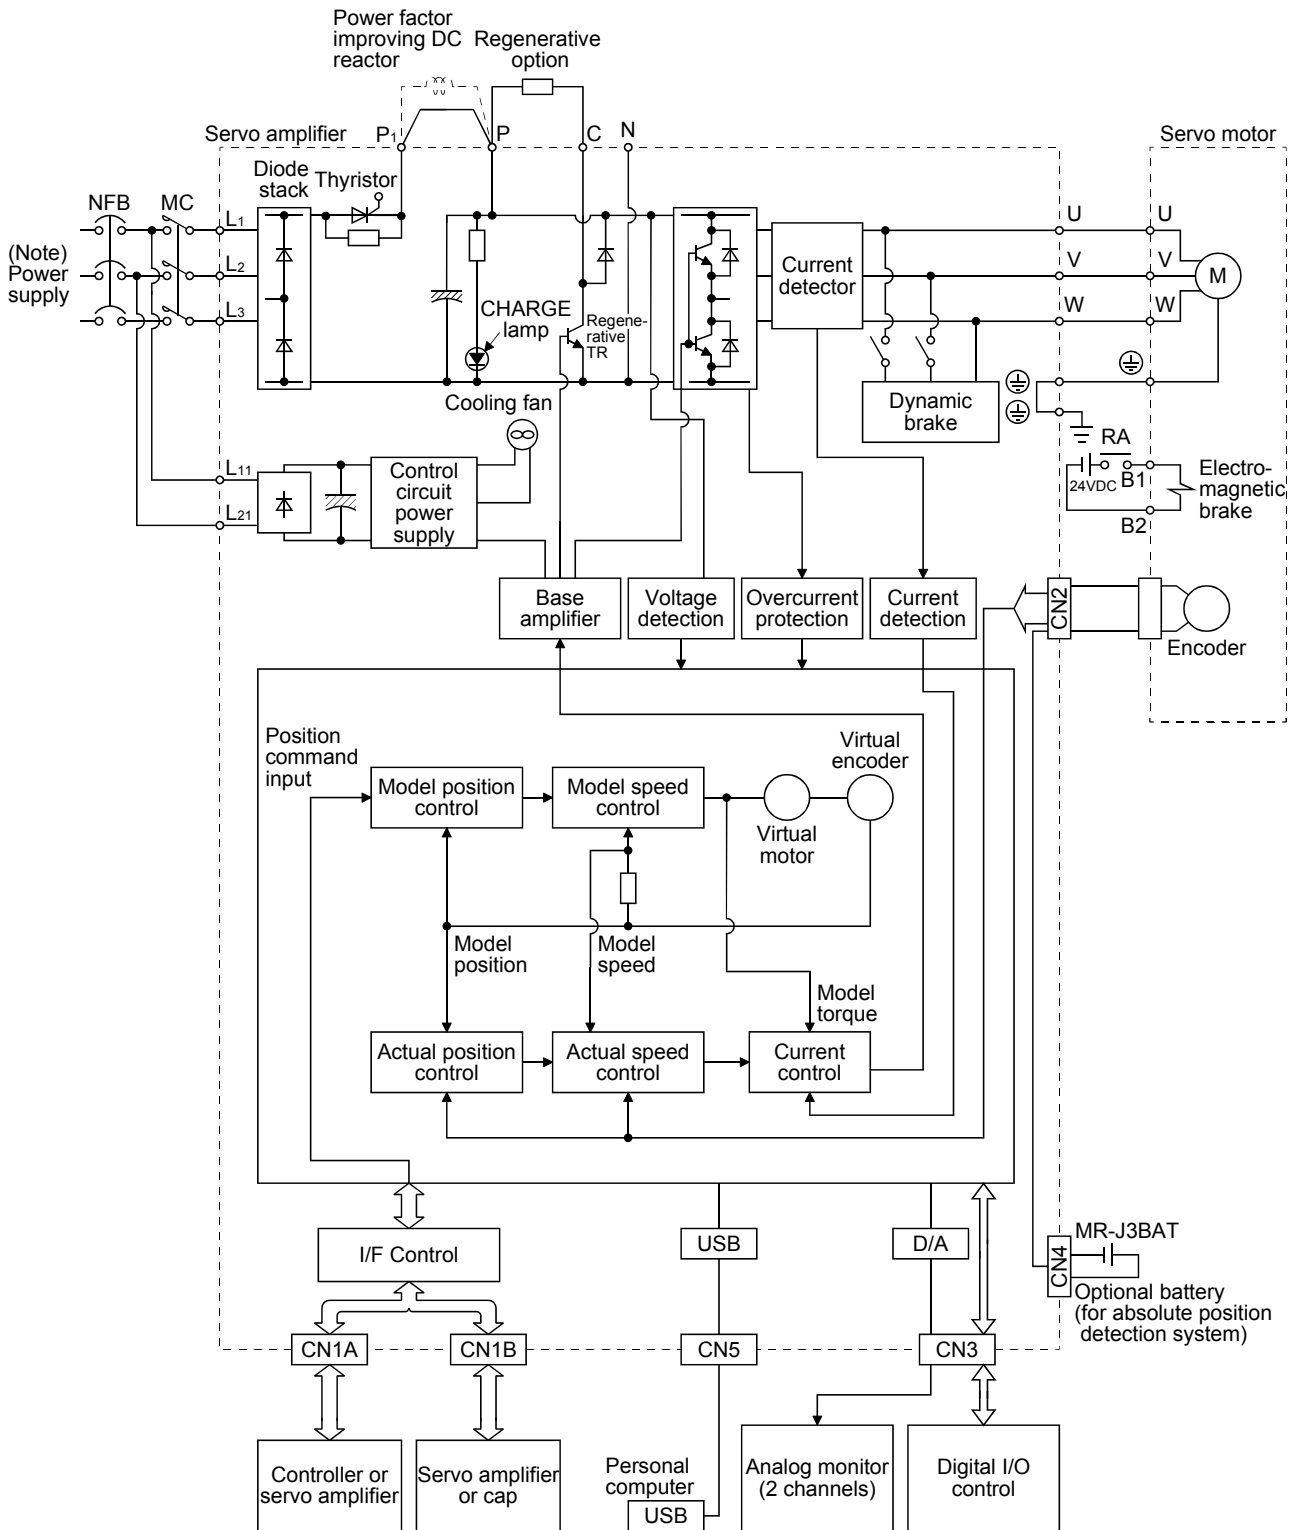 Power factor
improving DC
reactor
Regenerative
option
Servo amplifier
P1
P
C
N
Servo motor
Diode
stack
Thyristor
NFB
MC
L1
L2
L3
(Note)
Power
supply
CHARGE
lamp
Regene-
rative
TR
Current
detector
U
V
W
U
V
W
M
Dynamic
brake
Cooling fan
L11
L21
Control
circuit
power
supply
RA
24VDC
B1
B2
Electro-
magnetic
brake
Base
amplifier
Voltage
detection
Overcurrent
protection
Current
detection
CN2
Encoder
Position
command
input
Model position
control
Model speed
control
Virtual
encoder
Virtual
motor
Model
position
Model
speed
Model
torque
Actual position
control
Actual speed
control
Current
control
I/F Control
USB
D/A
CN4
MR-J3BAT
Optional battery
(for absolute position
detection system)
CN1A
CN1B
CN5
CN3
Controller or
servo amplifier
Servo amplifier
or cap
Personal
computer
USB
Analog monitor
(2 channels)
Digital I/O
control